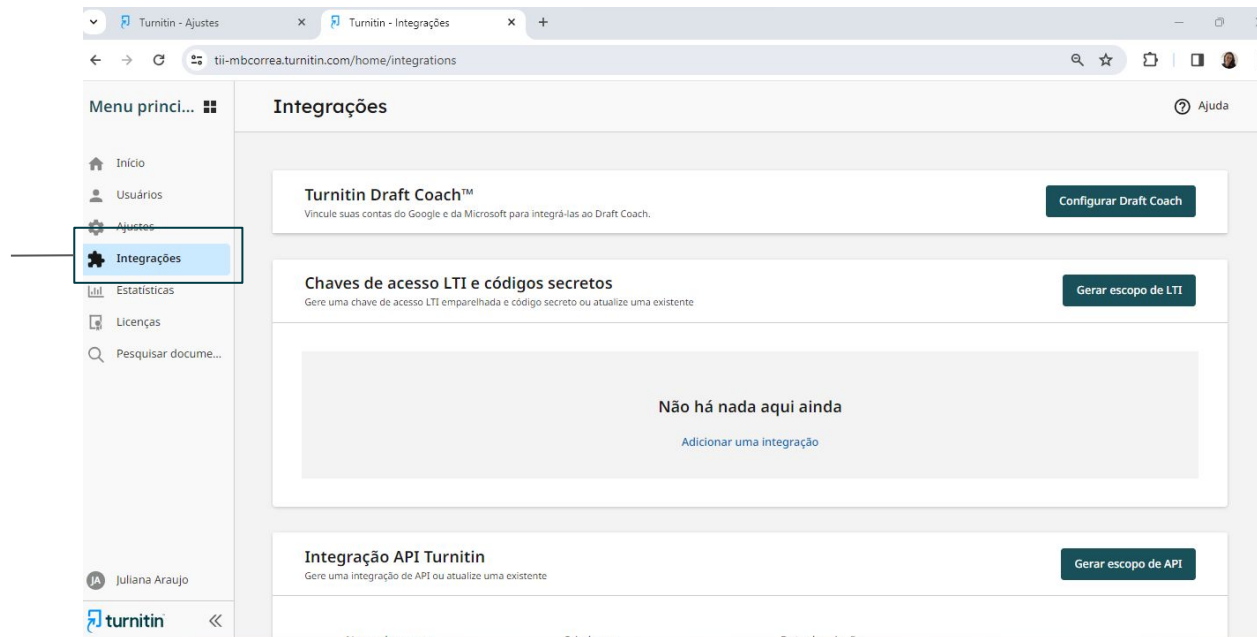 Turnitin - Ajustes
Turnitin - Integrações
tii-mbcorrea.turnitin.com/home/integrations
Menu princi...
Integrações
Ajuda
Início
Usuários
Ajustes
Integrações
Estatísticas
Licenças
Pesquisar docume...
Turnitin Draft Coach™
Vincule suas contas do Google e da Microsoft para integrá-las ao Draft Coach.
Configurar Draft Coach
Chaves de acesso LTI e códigos secretos
Gere uma chave de acesso LTI emparelhada e código secreto ou atualize uma existente
Gerar escopo de LTI
Não há nada aqui ainda
Adicionar uma integração
Integração API Turnitin
Gere uma integração de API ou atualize uma existente
Gerar escopo de API
JA Juliana Araujo
turnitin